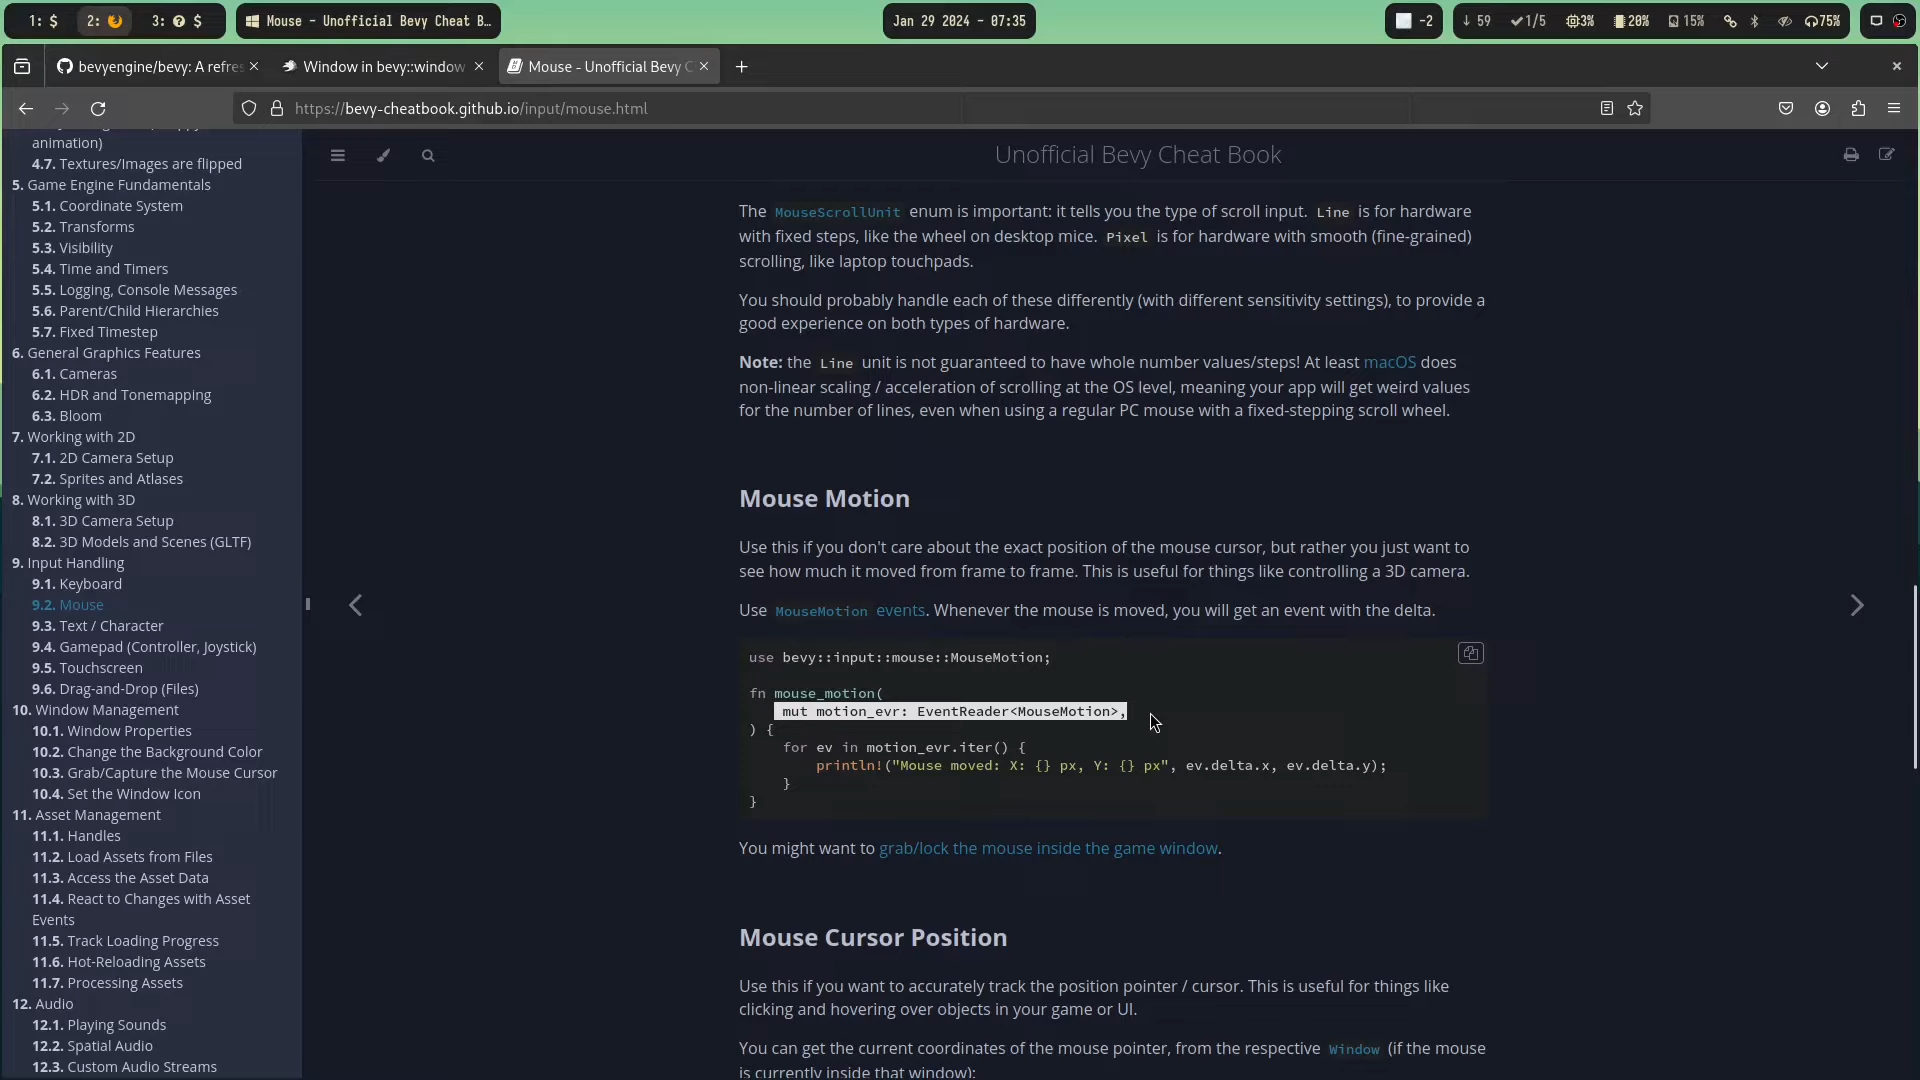 1: $
2:
3: $
Mouse - Unofficial Bevy Cheat B…
Jan 29 2024 - 07:35
-2
↓ 59
✓1/5
3%
20%
15%
75%
bevyengine/bevy: A refres
Window in bevy::window
Mouse - Unofficial Bevy C
https://bevy-cheatbook.github.io/input/mouse.html
animation)
4.7. Textures/Images are flipped
5. Game Engine Fundamentals
5.1. Coordinate System
5.2. Transforms
5.3. Visibility
5.4. Time and Timers
5.5. Logging, Console Messages
5.6. Parent/Child Hierarchies
5.7. Fixed Timestep
6. General Graphics Features
6.1. Cameras
6.2. HDR and Tonemapping
6.3. Bloom
7. Working with 2D
7.1. 2D Camera Setup
7.2. Sprites and Atlases
8. Working with 3D
8.1. 3D Camera Setup
8.2. 3D Models and Scenes (GLTF)
9. Input Handling
9.1. Keyboard
9.2. Mouse
9.3. Text / Character
9.4. Gamepad (Controller, Joystick)
9.5. Touchscreen
9.6. Drag-and-Drop (Files)
10. Window Management
10.1. Window Properties
10.2. Change the Background Color
10.3. Grab/Capture the Mouse Cursor
10.4. Set the Window Icon
11. Asset Management
11.1. Handles
11.2. Load Assets from Files
11.3. Access the Asset Data
11.4. React to Changes with Asset
Events
11.5. Track Loading Progress
11.6. Hot-Reloading Assets
11.7. Processing Assets
12. Audio
12.1. Playing Sounds
12.2. Spatial Audio
12.3. Custom Audio Streams
Unofficial Bevy Cheat Book
The MouseScrollUnit enum is important: it tells you the type of scroll input. Line is for hardware
with fixed steps, like the wheel on desktop mice. Pixel is for hardware with smooth (fine-grained)
scrolling, like laptop touchpads.
You should probably handle each of these differently (with different sensitivity settings), to provide a
good experience on both types of hardware.
Note: the Line unit is not guaranteed to have whole number values/steps! At least macOS does
non-linear scaling / acceleration of scrolling at the OS level, meaning your app will get weird values
for the number of lines, even when using a regular PC mouse with a fixed-stepping scroll wheel.
Mouse Motion
Use this if you don't care about the exact position of the mouse cursor, but rather you just want to
see how much it moved from frame to frame. This is useful for things like controlling a 3D camera.
Use MouseMotion events. Whenever the mouse is moved, you will get an event with the delta.
use bevy::input::mouse::MouseMotion;
fn mouse_motion(
mut motion_evr: EventReader<MouseMotion>,
) {
for ev in motion_evr.iter() {
println!("Mouse moved: X: {} px, Y: {} px", ev.delta.x, ev.delta.y);
}
}
You might want to grab/lock the mouse inside the game window.
Mouse Cursor Position
Use this if you want to accurately track the position pointer / cursor. This is useful for things like
clicking and hovering over objects in your game or UI.
You can get the current coordinates of the mouse pointer, from the respective Window (if the mouse
is currently inside that window):